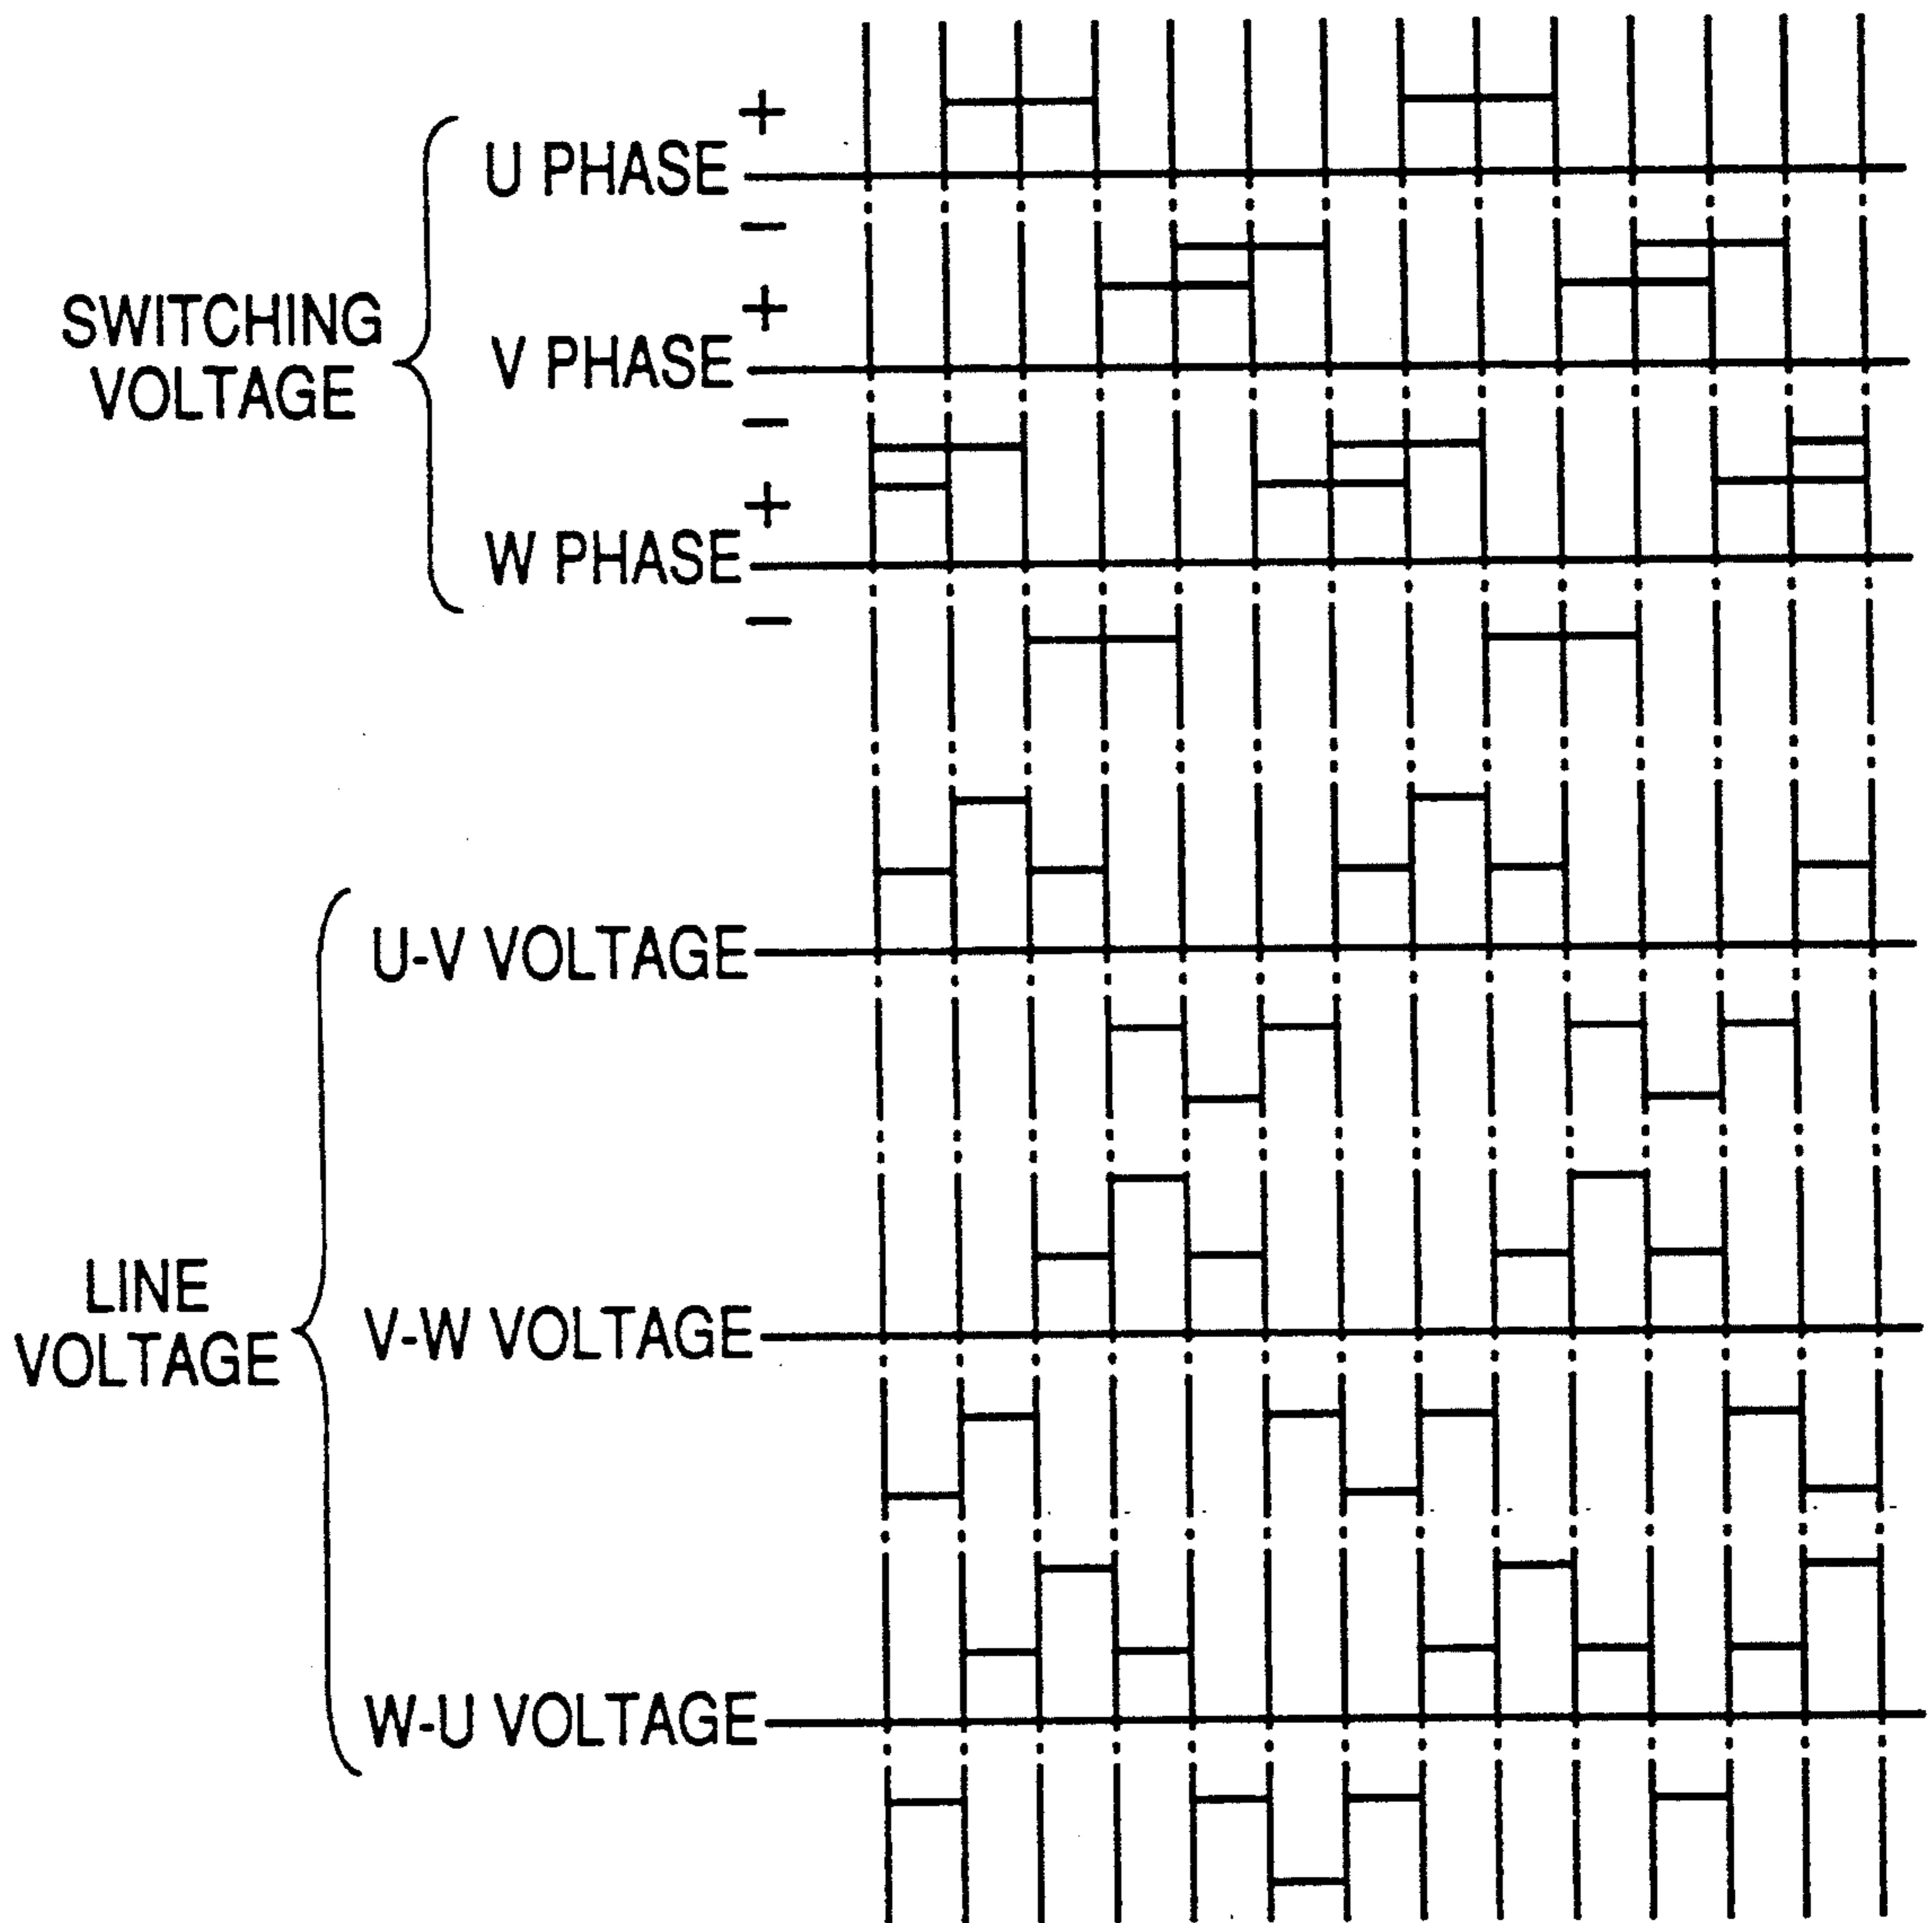 +
U PHASE
−
SWITCHING
VOLTAGE
+
V PHASE
−
+
W PHASE
−
U-V VOLTAGE
LINE
VOLTAGE
V-W VOLTAGE
W-U VOLTAGE